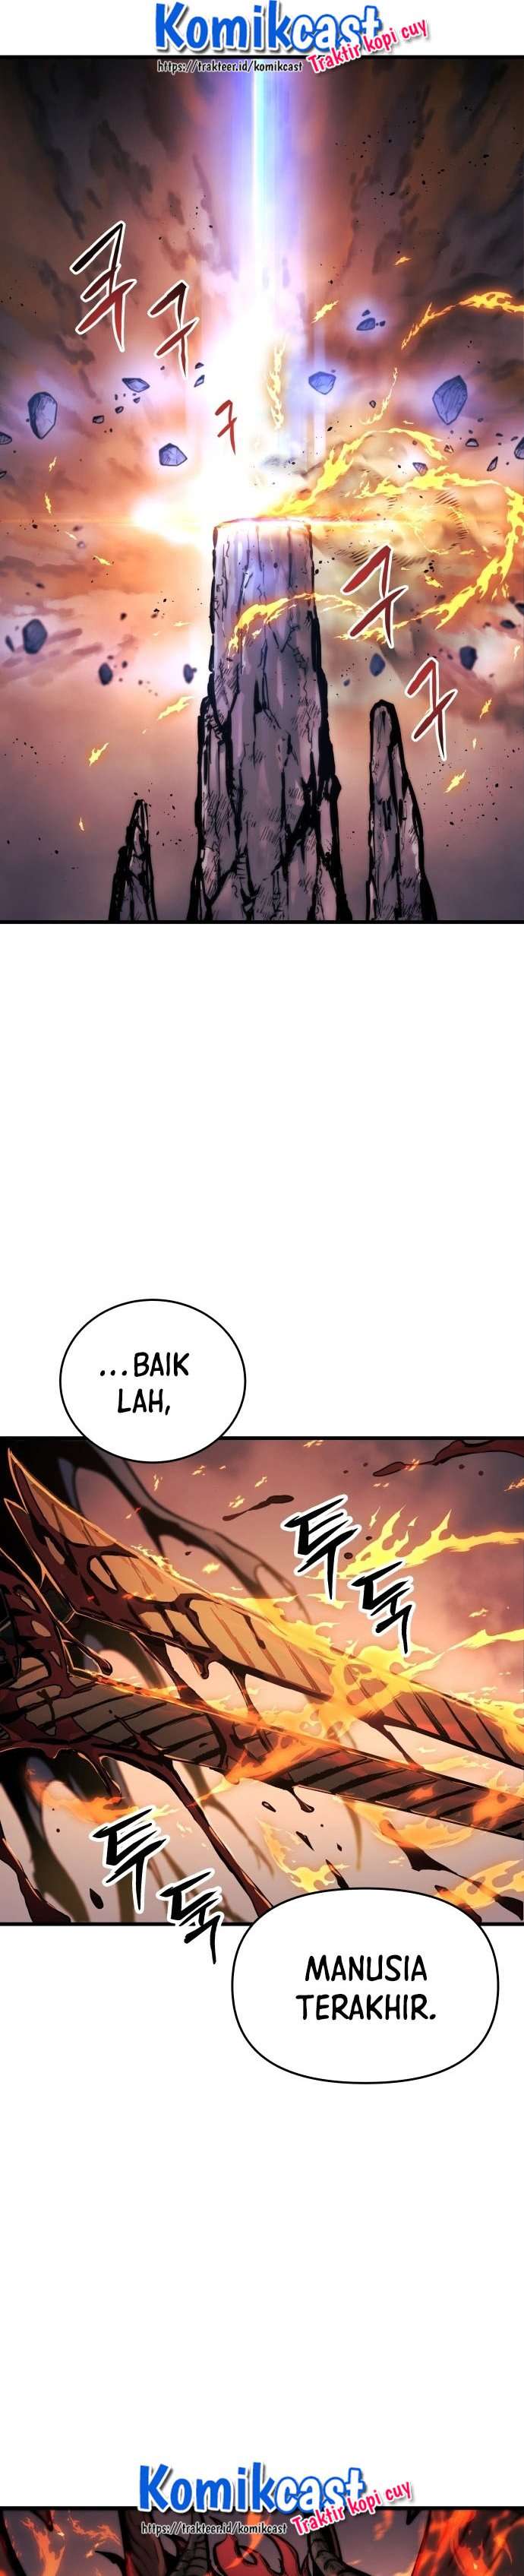 Komikcast
Traktir kopi cuy
https://trakteer.id/komikcast
쿠
구
구
구
구
...BAIK
LAH,
투
둑
투
둑
MANUSIA
TERAKHIR.
Komikcast
Traktir kopi cuy
https://trakteer.id/komikcast